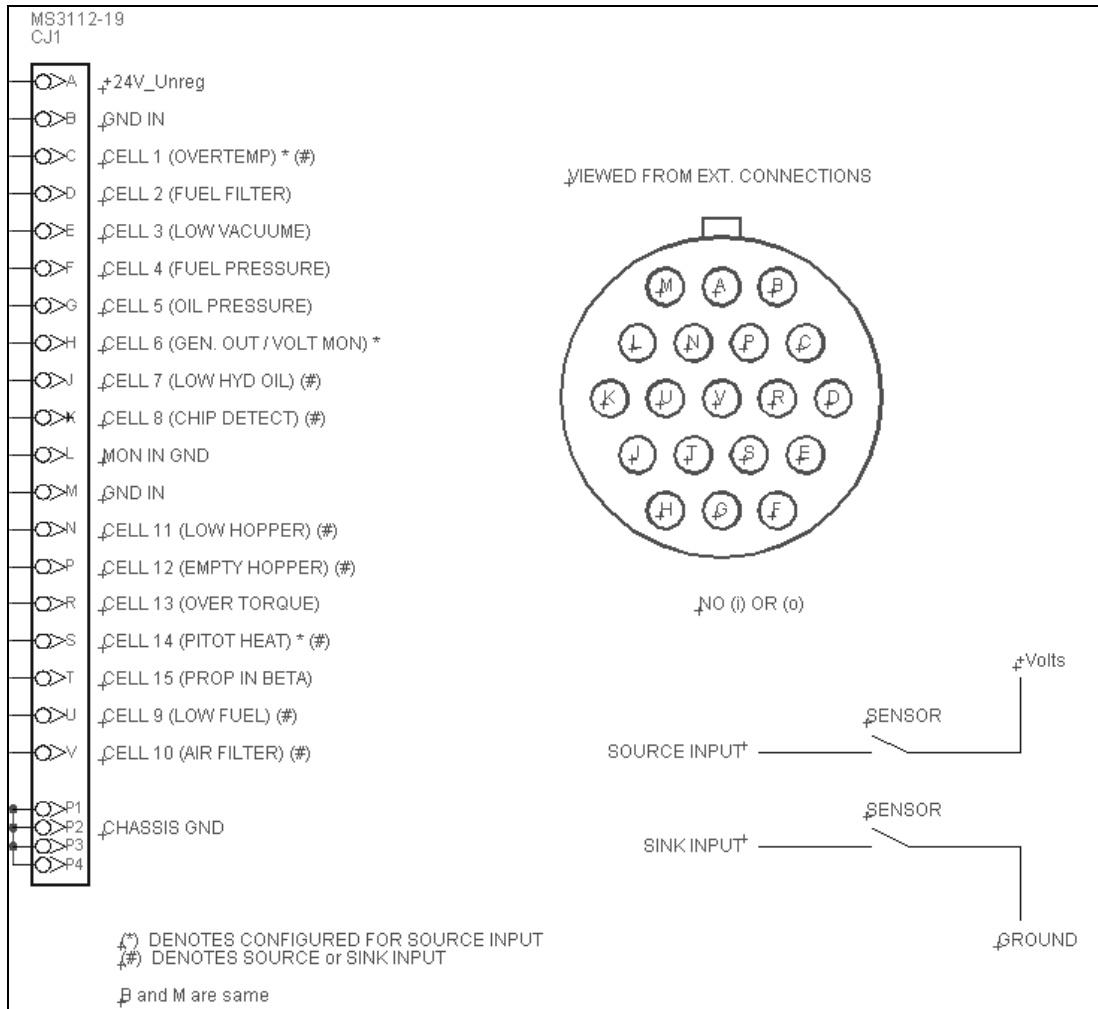 MS3112-19
CJ1
A +24V_Unreg
B GND IN
C CELL 1 (OVERTEMP) * (#)
D CELL 2 (FUEL FILTER)
E CELL 3 (LOW VACUUME)
F CELL 4 (FUEL PRESSURE)
G CELL 5 (OIL PRESSURE)
H CELL 6 (GEN. OUT / VOLT MON) *
J CELL 7 (LOW HYD OIL) (#)
K CELL 8 (CHIP DETECT) (#)
L MON IN GND
M GND IN
N CELL 11 (LOW HOPPER) (#)
P CELL 12 (EMPTY HOPPER) (#)
R CELL 13 (OVER TORQUE)
S CELL 14 (PITOT HEAT) * (#)
T CELL 15 (PROP IN BETA)
U CELL 9 (LOW FUEL) (#)
V CELL 10 (AIR FILTER) (#)
P1
P2 CHASSIS GND
P3
P4
(*) DENOTES CONFIGURED FOR SOURCE INPUT
(#) DENOTES SOURCE or SINK INPUT
B and M are same
VIEWED FROM EXT. CONNECTIONS
M A B
L N P C
K U V R D
J T S E
H G F
NO (i) OR (o)
+Volts
SENSOR
SOURCE INPUT
SENSOR
SINK INPUT
GROUND